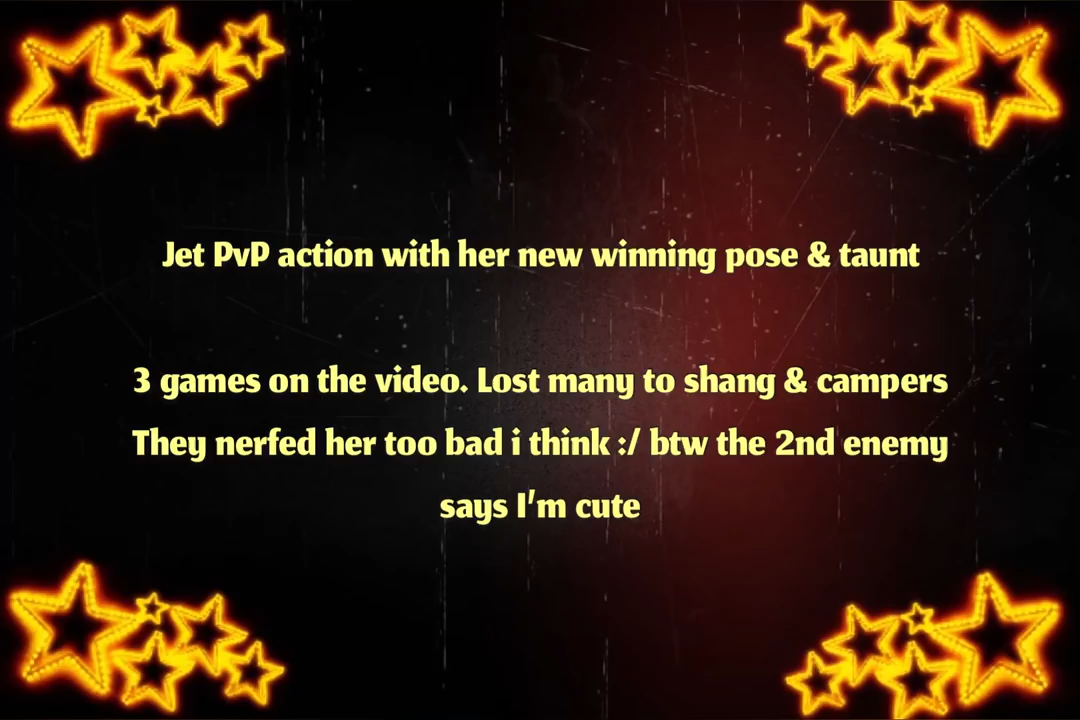 Jet PvP action with her new winning pose & taunt
3 games on the video. Lost many to shang & campers
They nerfed her too bad i think :/ btw the 2nd enemy
says I'm cute